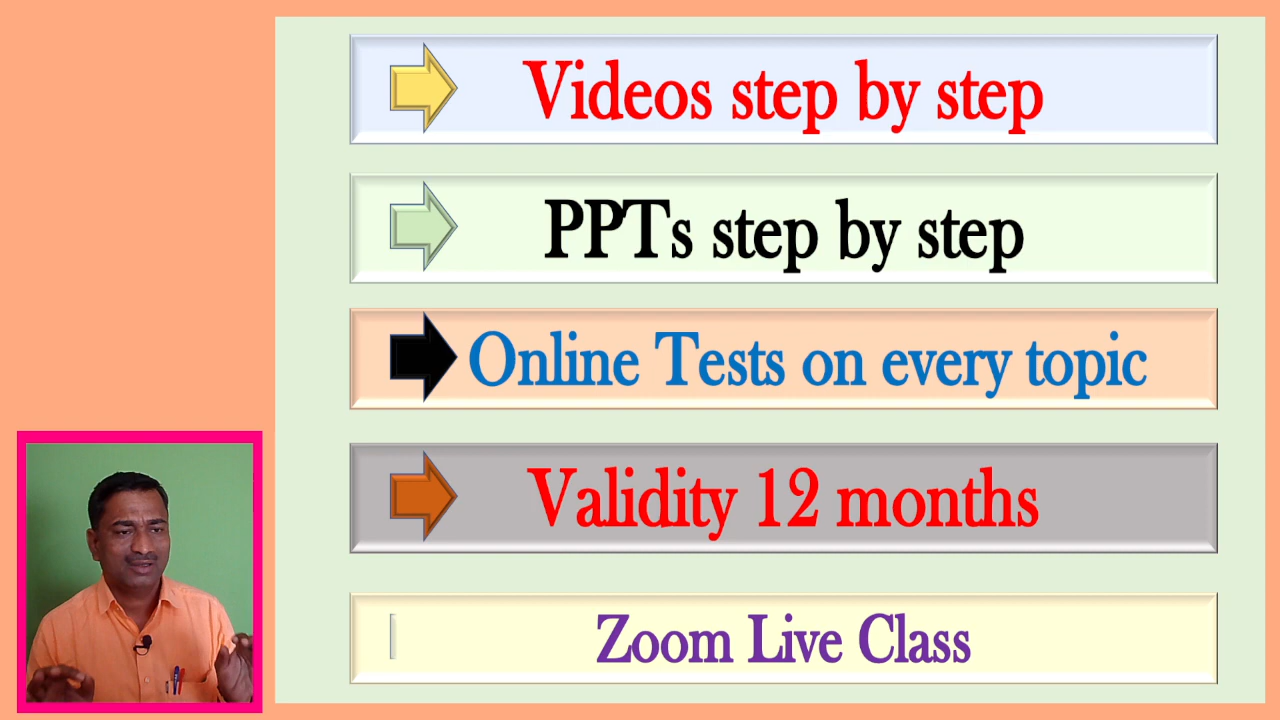 Videos step by step
PPTs step by step
Online Tests on every topic
Validity 12 months
Zoom Live Class